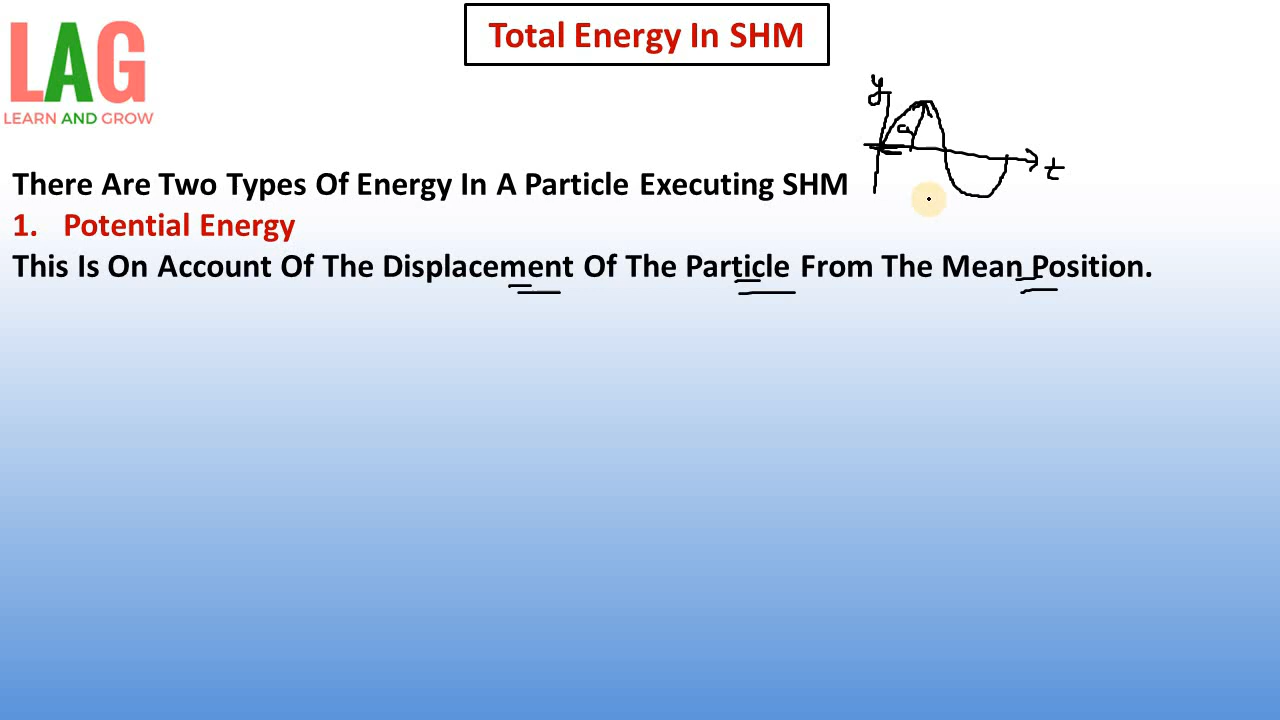 LAG
LEARN AND GROW
Total Energy In SHM
y
a
t
There Are Two Types Of Energy In A Particle Executing SHM
1. Potential Energy
This Is On Account Of The Displacement Of The Particle From The Mean Position.